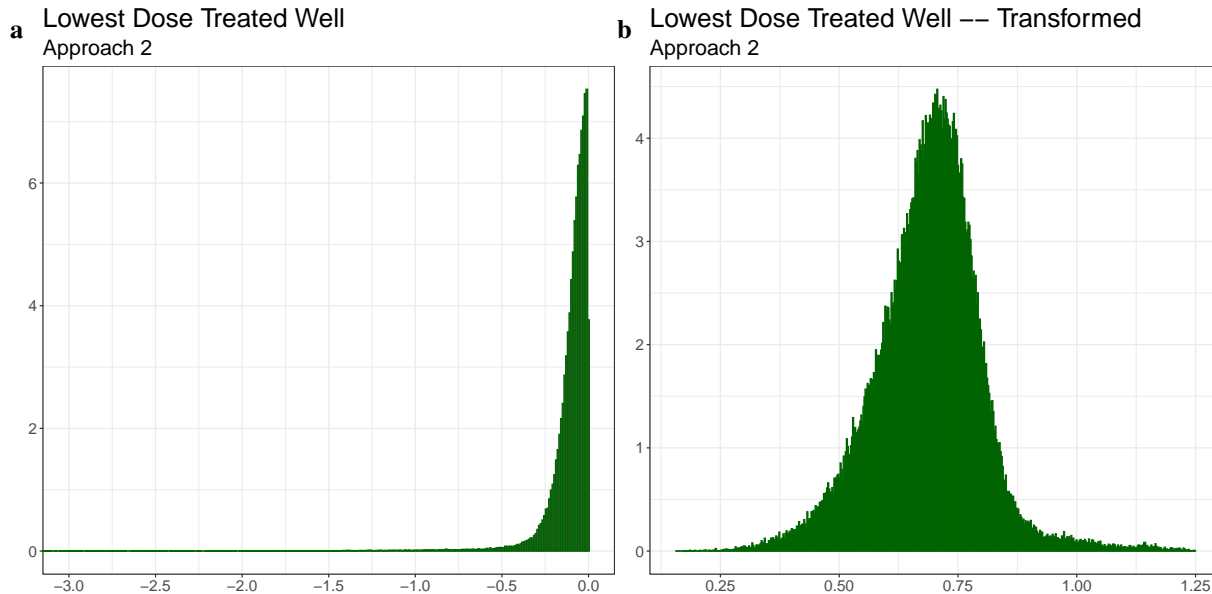 a Lowest Dose Treated Well
Approach 2
6
4
2
0
−3.0 −2.5 −2.0 −1.5 −1.0 −0.5 0.0
b Lowest Dose Treated Well −− Transformed
Approach 2
4
3
2
1
0
0.25 0.50 0.75 1.00 1.25